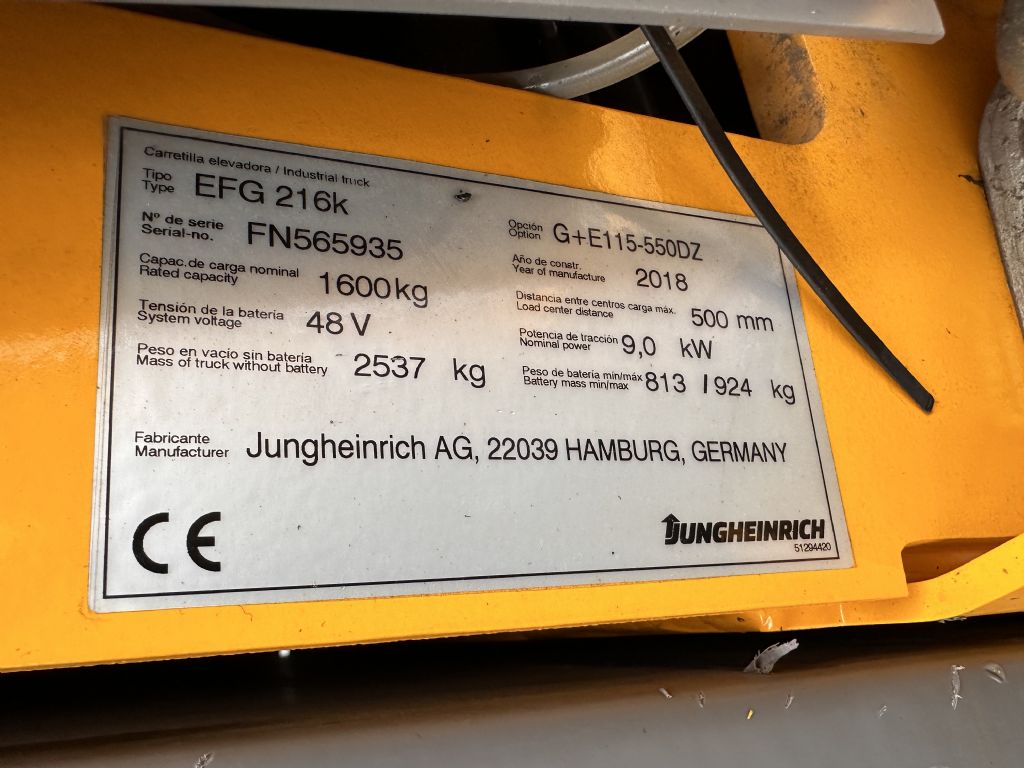 Carretilla elevadora / Industrial truck
Tipo
Type
EFG 216k
Nº de serie
Serial-no.
FN565935
Opción
Option
G+E115-550DZ
Capac. de carga nominal
Rated capacity
1600kg
Año de constr.
Year of manufacture
2018
Tensión de la batería
System voltage
48 V
Distancia entre centros carga máx.
Load center distance
500 mm
Peso en vacío sin batería
Mass of truck without battery
2537 kg
Potencia de tracción
Nominal power
9,0 kW
Peso de batería mín/máx
Battery mass min/max
813 / 924 kg
Fabricante
Manufacturer
Jungheinrich AG, 22039 HAMBURG, GERMANY
CE
JUNGHEINRICH
51294420